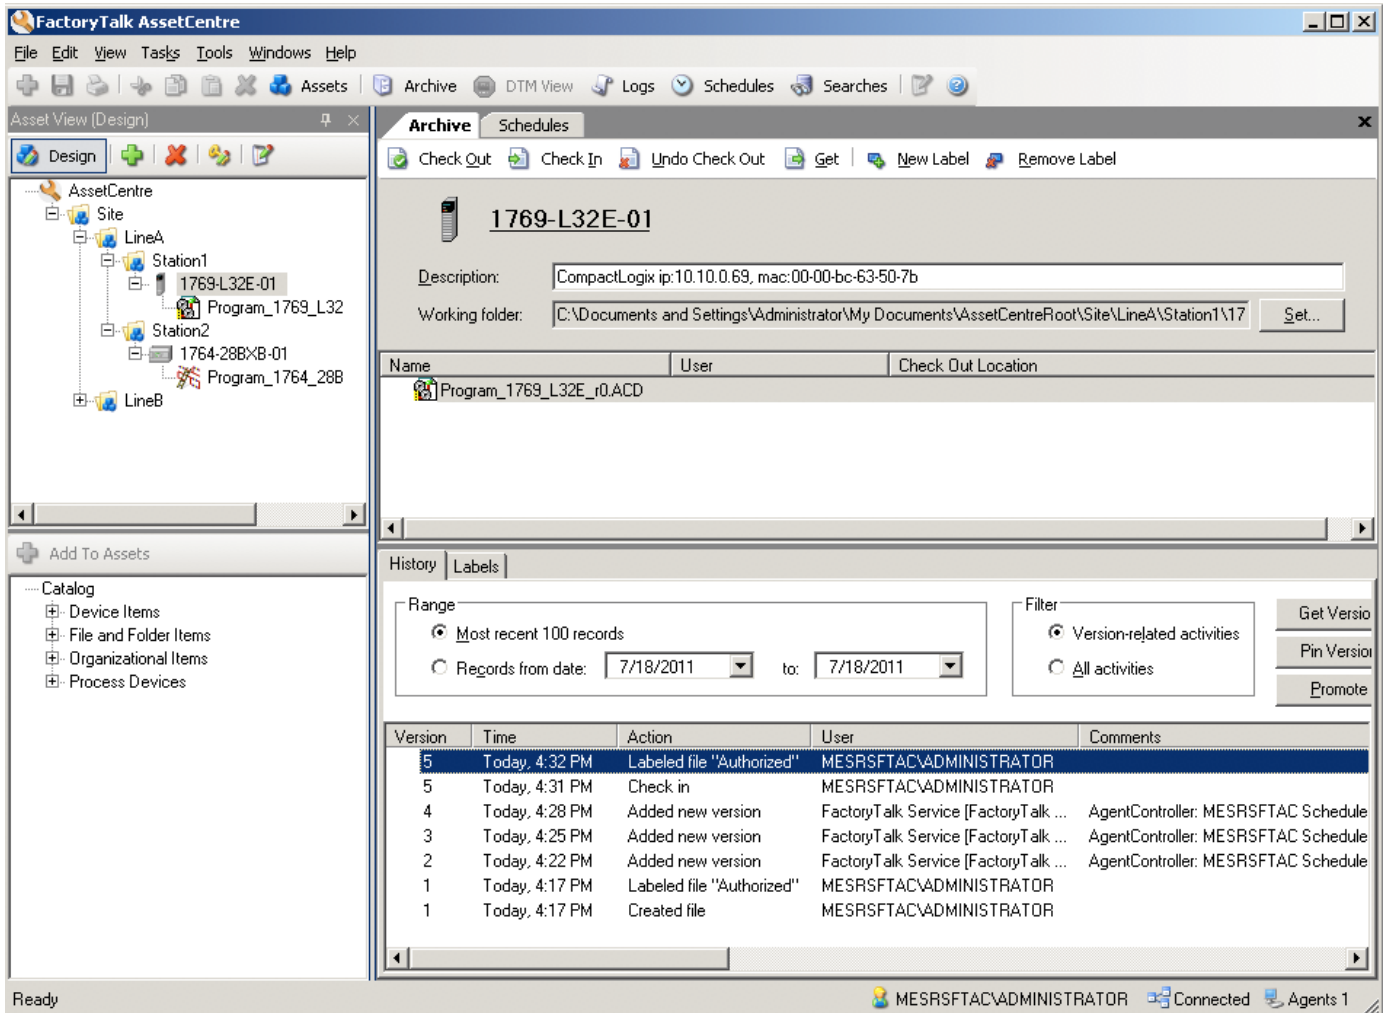 FactoryTalk AssetCentre
File Edit View Tasks Tools Windows Help
Assets Archive DTM View Logs Schedules Searches
Asset View (Design)
Design
AssetCentre
Site
LineA
Station1
1769-L32E-01
Program_1769_L32
Station2
1764-28BXB-01
Program_1764_28B
LineB
Add To Assets
Catalog
Device Items
File and Folder Items
Organizational Items
Process Devices
Archive Schedules
Check Out Check In Undo Check Out Get New Label Remove Label
1769-L32E-01
Description: CompactLogix ip:10.10.0.69, mac:00-00-bc-63-50-7b
Working folder: C:\Documents and Settings\Administrator\My Documents\AssetCentreRoot\Site\LineA\Station1\17 Set...
Name User Check Out Location
Program_1769_L32E_r0.ACD
History Labels
Range Filter
Most recent 100 records Version-related activities Get Versio
Records from date: 7/18/2011 to: 7/18/2011 All activities Pin Version
Promote
Version Time Action User Comments
5 Today, 4:32 PM Labeled file "Authorized" MESRSFTAC\ADMINISTRATOR
5 Today, 4:31 PM Check in MESRSFTAC\ADMINISTRATOR
4 Today, 4:28 PM Added new version FactoryTalk Service [FactoryTalk ... AgentController: MESRSFTAC Schedule
3 Today, 4:25 PM Added new version FactoryTalk Service [FactoryTalk ... AgentController: MESRSFTAC Schedule
2 Today, 4:22 PM Added new version FactoryTalk Service [FactoryTalk ... AgentController: MESRSFTAC Schedule
1 Today, 4:17 PM Labeled file "Authorized" MESRSFTAC\ADMINISTRATOR
1 Today, 4:17 PM Created file MESRSFTAC\ADMINISTRATOR
Ready MESRSFTAC\ADMINISTRATOR Connected Agents 1